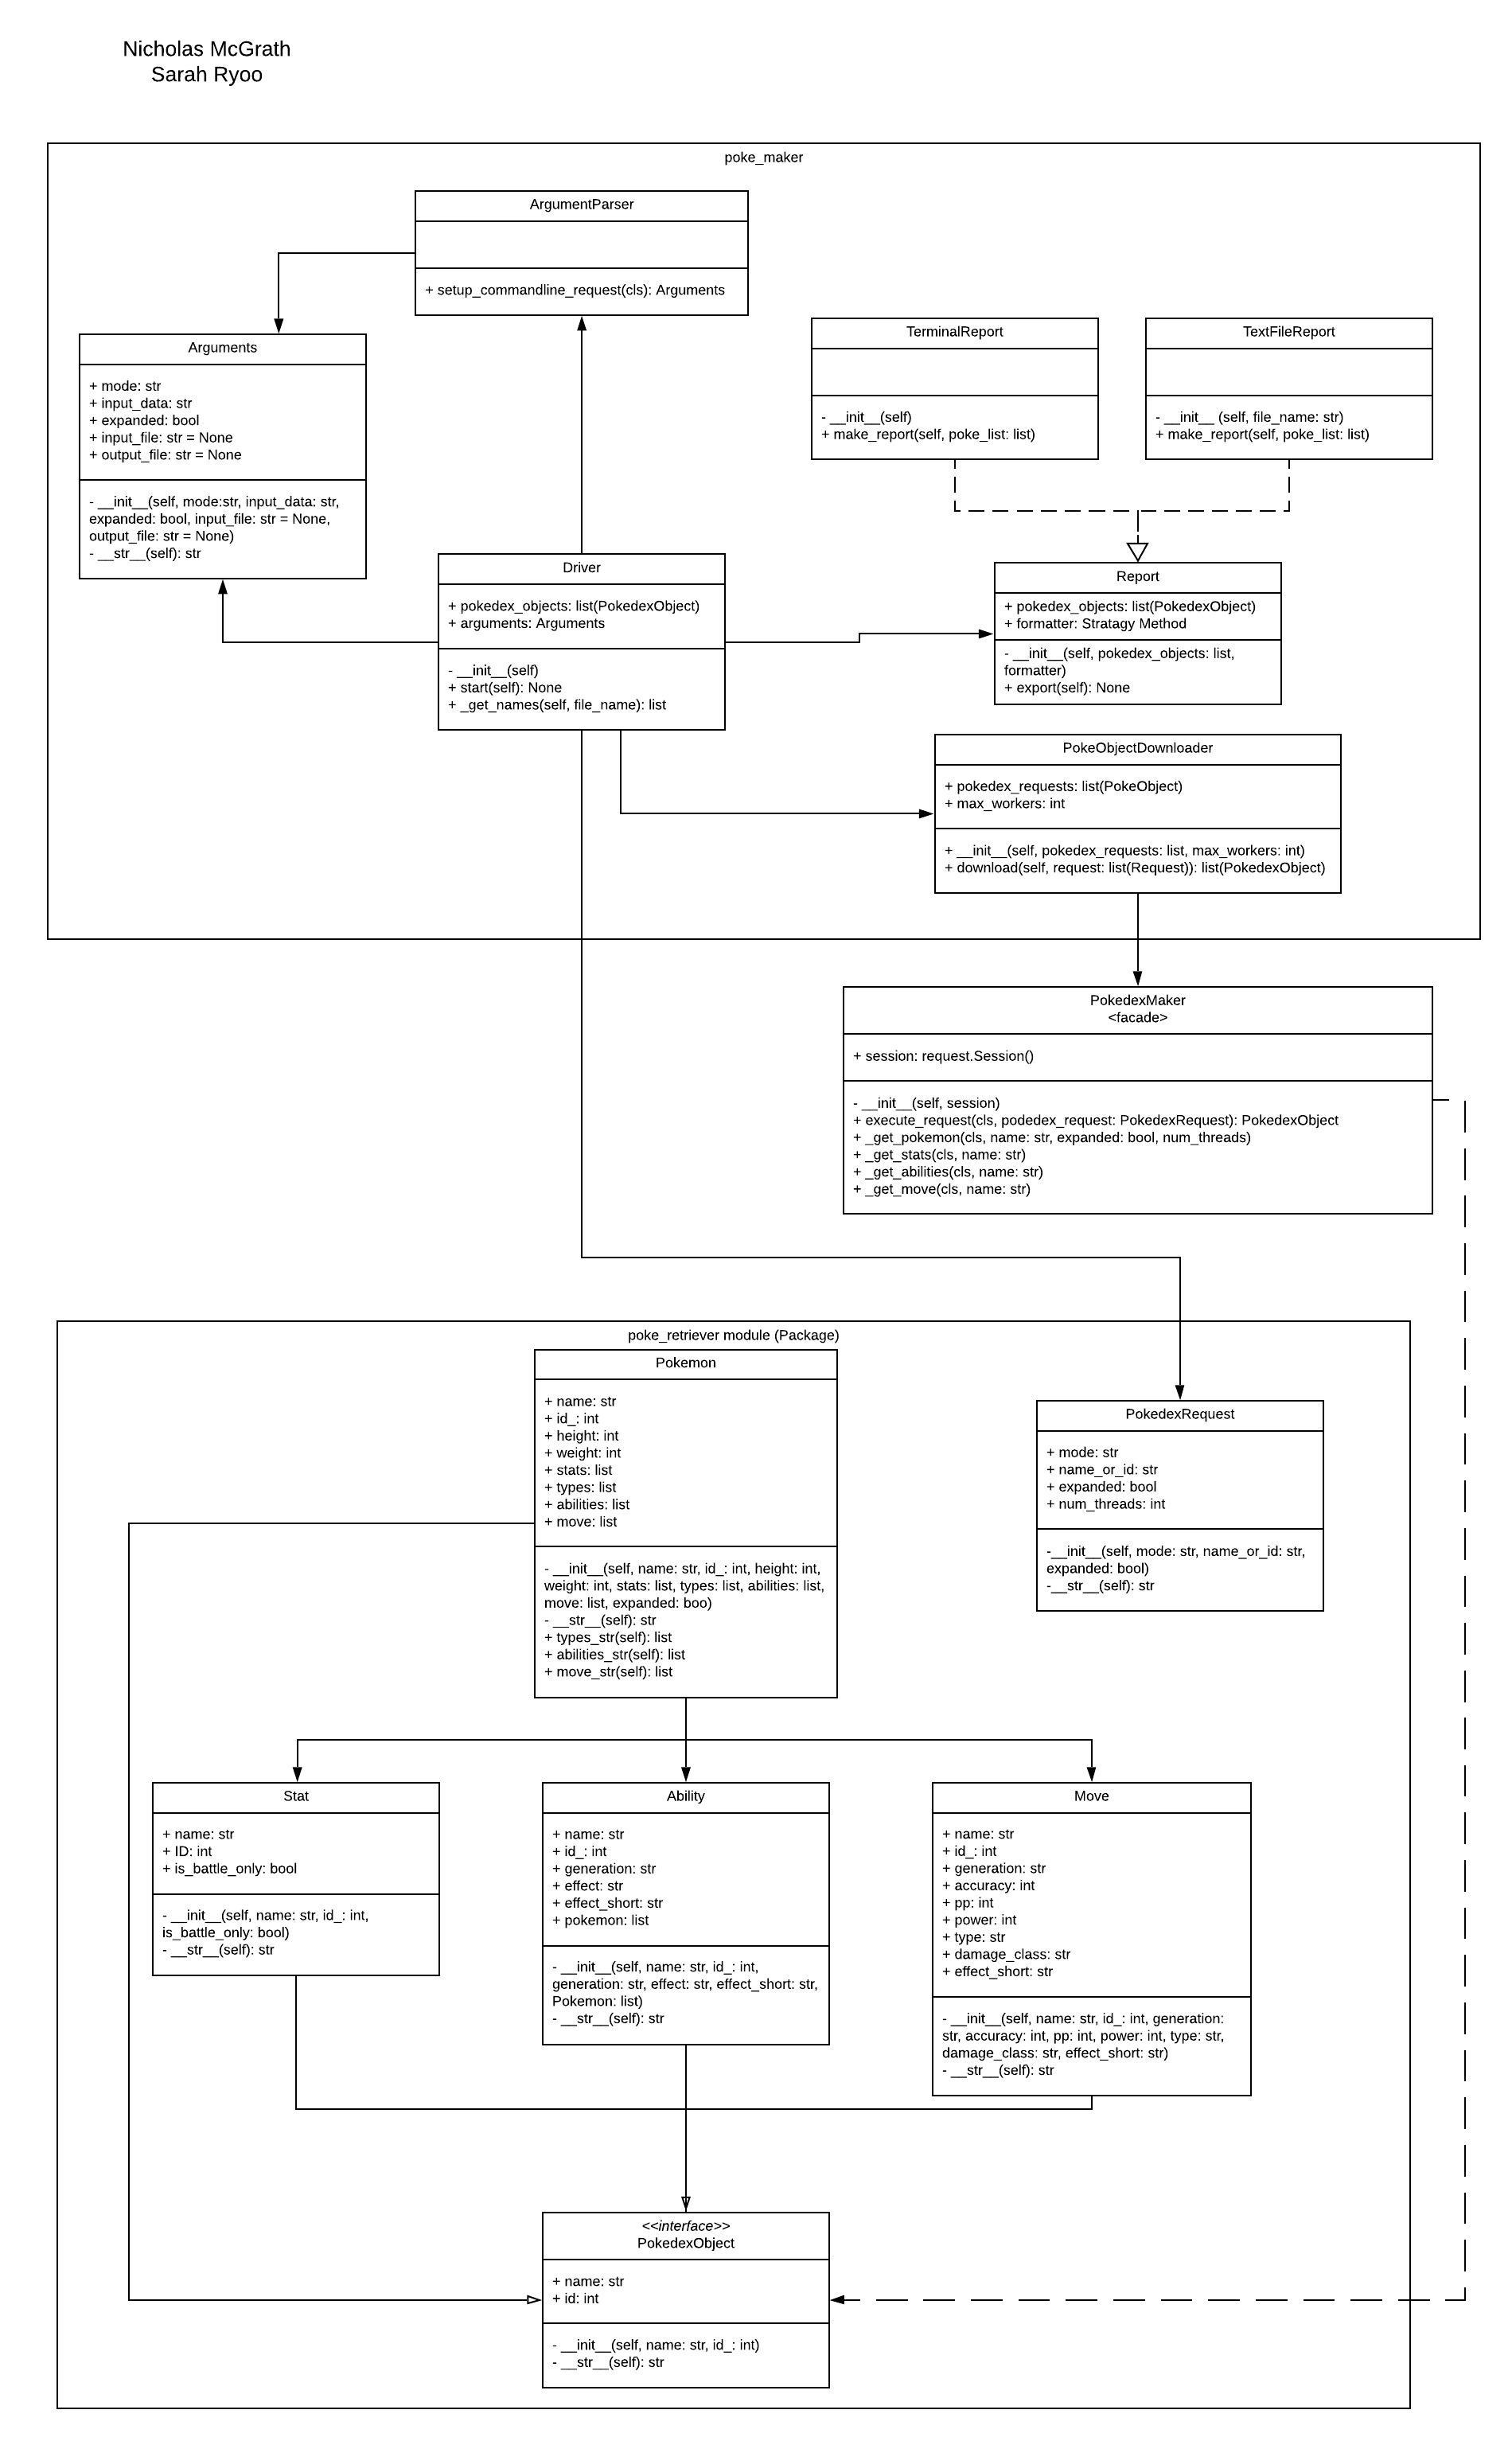 Nicholas McGrath
Sarah Ryoo
poke_maker
ArgumentParser
+ setup_commandline_request(cls): Arguments
Arguments
+ mode: str
+ input_data: str
+ expanded: bool
+ input_file: str = None
+ output_file: str = None
- __init__(self, mode:str, input_data: str,
expanded: bool, input_file: str = None,
output_file: str = None)
- __str__(self): str
TerminalReport
- __init__(self)
+ make_report(self, poke_list: list)
TextFileReport
- __init__ (self, file_name: str)
+ make_report(self, poke_list: list)
Driver
+ pokedex_objects: list(PokedexObject)
+ arguments: Arguments
- __init__(self)
+ start(self): None
+ _get_names(self, file_name): list
Report
+ pokedex_objects: list(PokedexObject)
+ formatter: Stratagy Method
- __init__(self, pokedex_objects: list,
formatter)
+ export(self): None
PokeObjectDownloader
+ pokedex_requests: list(PokeObject)
+ max_workers: int
+ __init__(self, pokedex_requests: list, max_workers: int)
+ download(self, request: list(Request)): list(PokedexObject)
PokedexMaker
<facade>
+ session: request.Session()
- __init__(self, session)
+ execute_request(cls, podedex_request: PokedexRequest): PokedexObject
+ _get_pokemon(cls, name: str, expanded: bool, num_threads)
+ _get_stats(cls, name: str)
+ _get_abilities(cls, name: str)
+ _get_move(cls, name: str)
poke_retriever module (Package)
Pokemon
+ name: str
+ id_: int
+ height: int
+ weight: int
+ stats: list
+ types: list
+ abilities: list
+ move: list
- __init__(self, name: str, id_: int, height: int,
weight: int, stats: list, types: list, abilities: list,
move: list, expanded: boo)
- __str__(self): str
+ types_str(self): list
+ abilities_str(self): list
+ move_str(self): list
PokedexRequest
+ mode: str
+ name_or_id: str
+ expanded: bool
+ num_threads: int
-__init__(self, mode: str, name_or_id: str,
expanded: bool)
-__str__(self): str
Stat
+ name: str
+ ID: int
+ is_battle_only: bool
- __init__(self, name: str, id_: int,
is_battle_only: bool)
- __str__(self): str
Ability
+ name: str
+ id_: int
+ generation: str
+ effect: str
+ effect_short: str
+ pokemon: list
- __init__(self, name: str, id_: int,
generation: str, effect: str, effect_short: str,
Pokemon: list)
- __str__(self): str
Move
+ name: str
+ id_: int
+ generation: str
+ accuracy: int
+ pp: int
+ power: int
+ type: str
+ damage_class: str
+ effect_short: str
- __init__(self, name: str, id_: int, generation:
str, accuracy: int, pp: int, power: int, type: str,
damage_class: str, effect_short: str)
- __str__(self): str
<<interface>>
PokedexObject
+ name: str
+ id: int
- __init__(self, name: str, id_: int)
- __str__(self): str